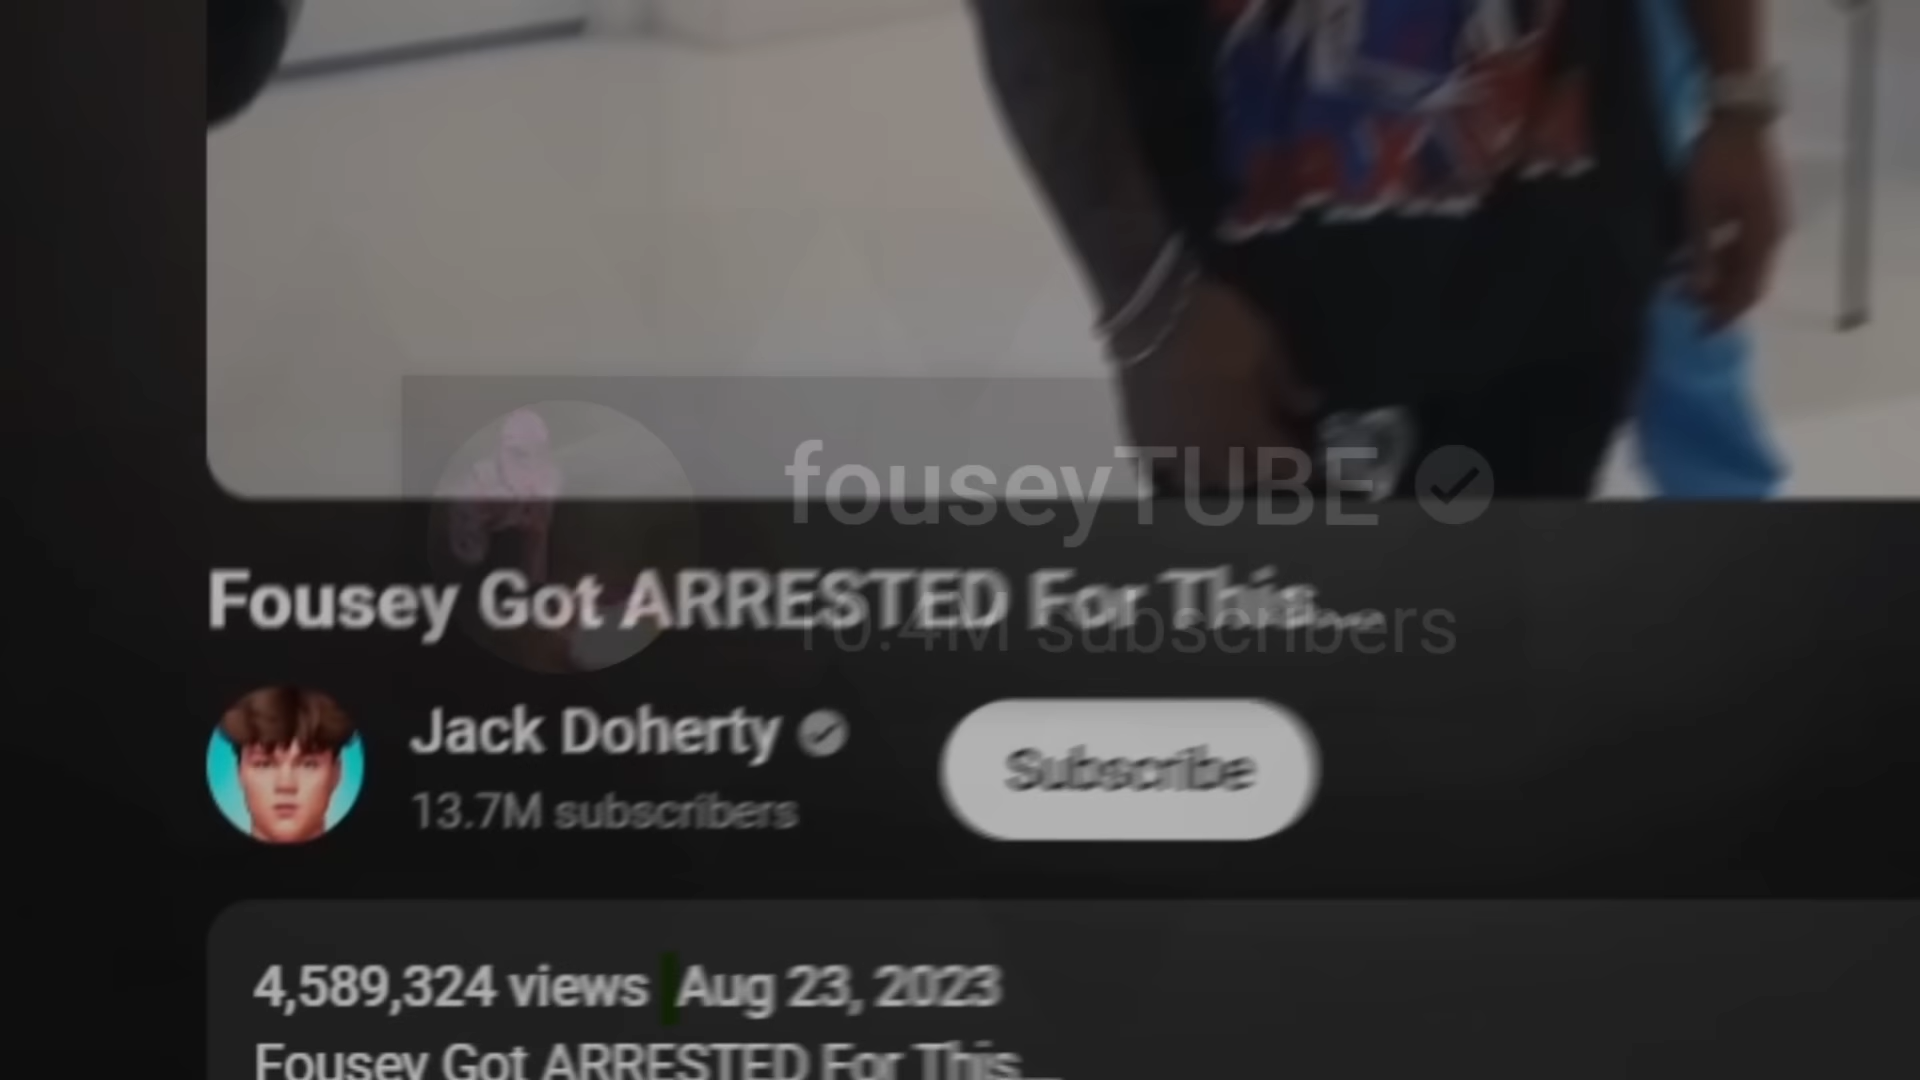 fouseyTUBE
Fousey Got ARRESTED For This...
10.4M subscribers
Jack Doherty
13.7M subscribers
Subscribe
4,589,324 views Aug 23, 2023
Fousey Got ARRESTED For This...